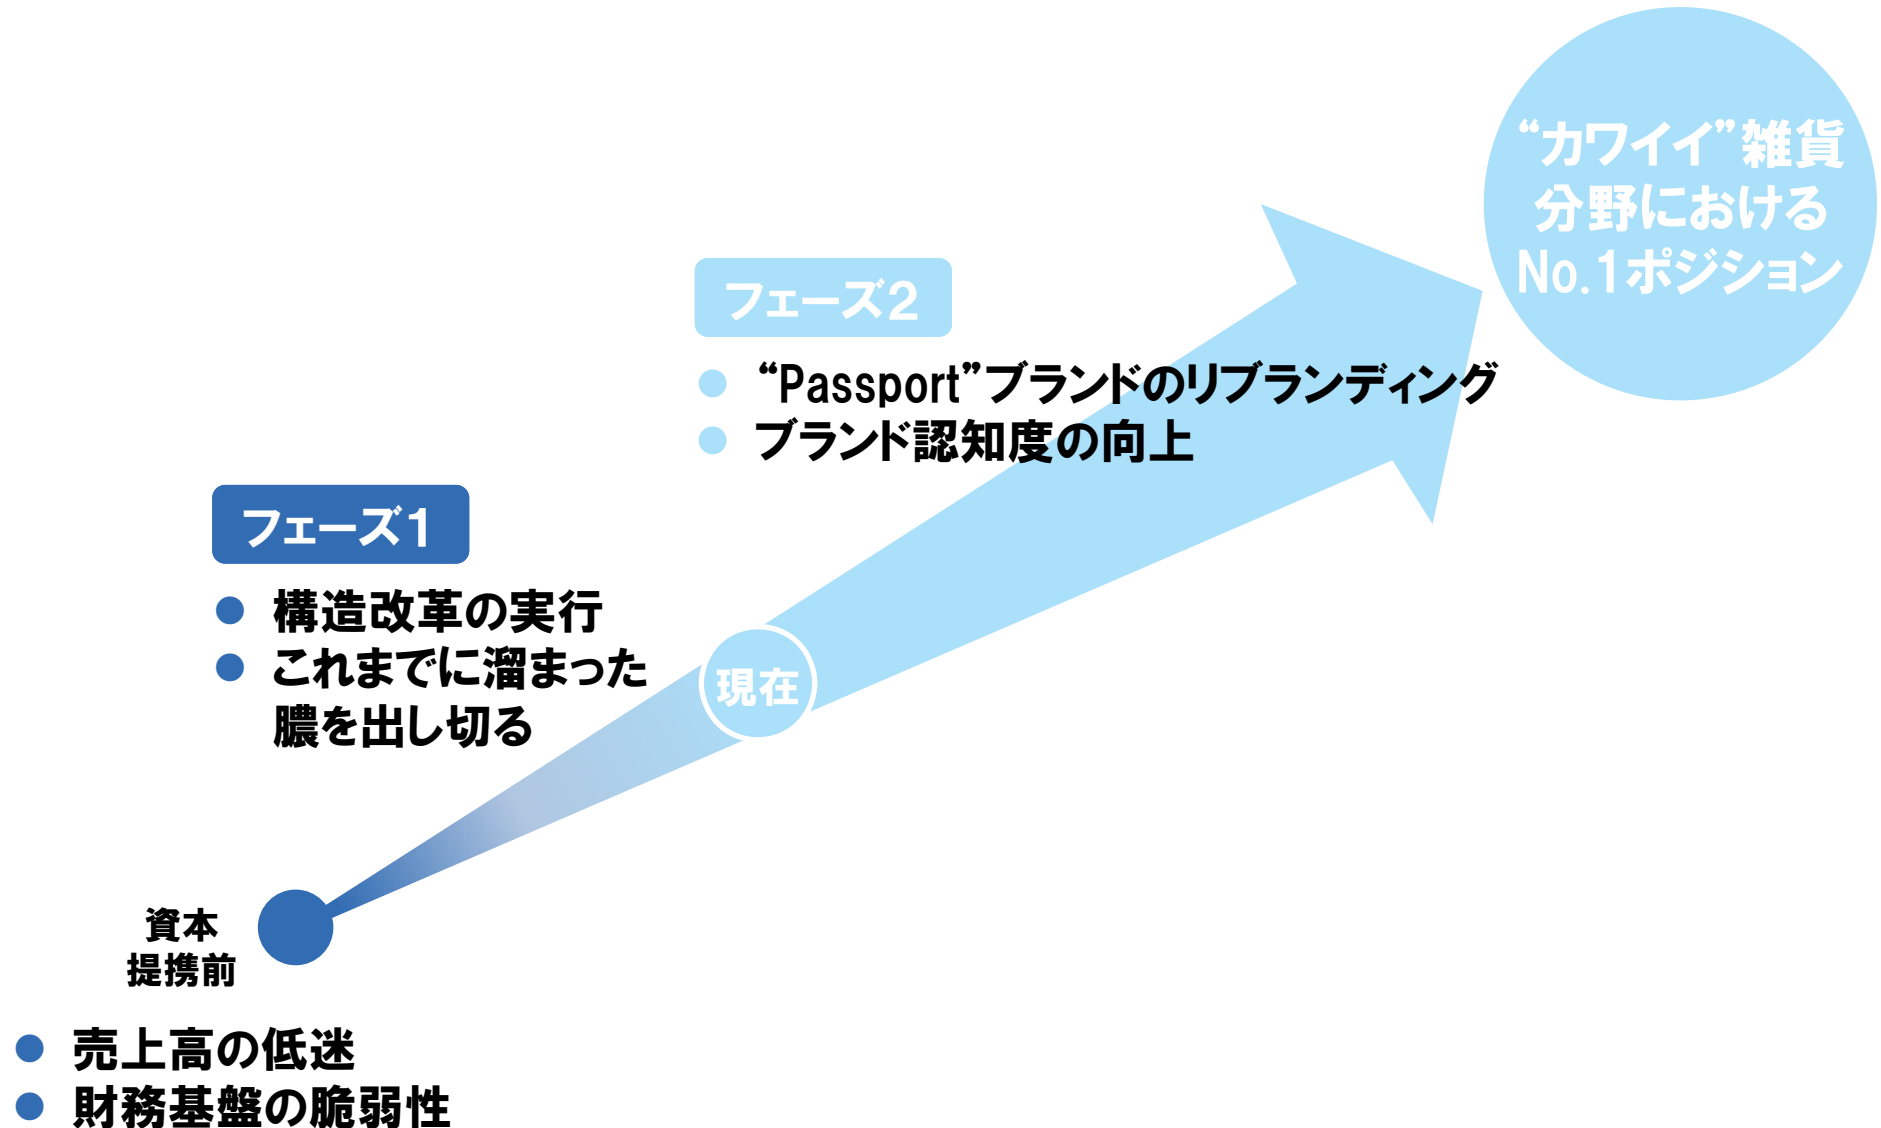 “カワイイ”雑貨
分野における
No.1ポジション
フェーズ2
“Passport”ブランドのリブランディング
ブランド認知度の向上
フェーズ1
構造改革の実行
これまでに溜まった
膿を出し切る
現在
資本
提携前
売上高の低迷
財務基盤の脆弱性